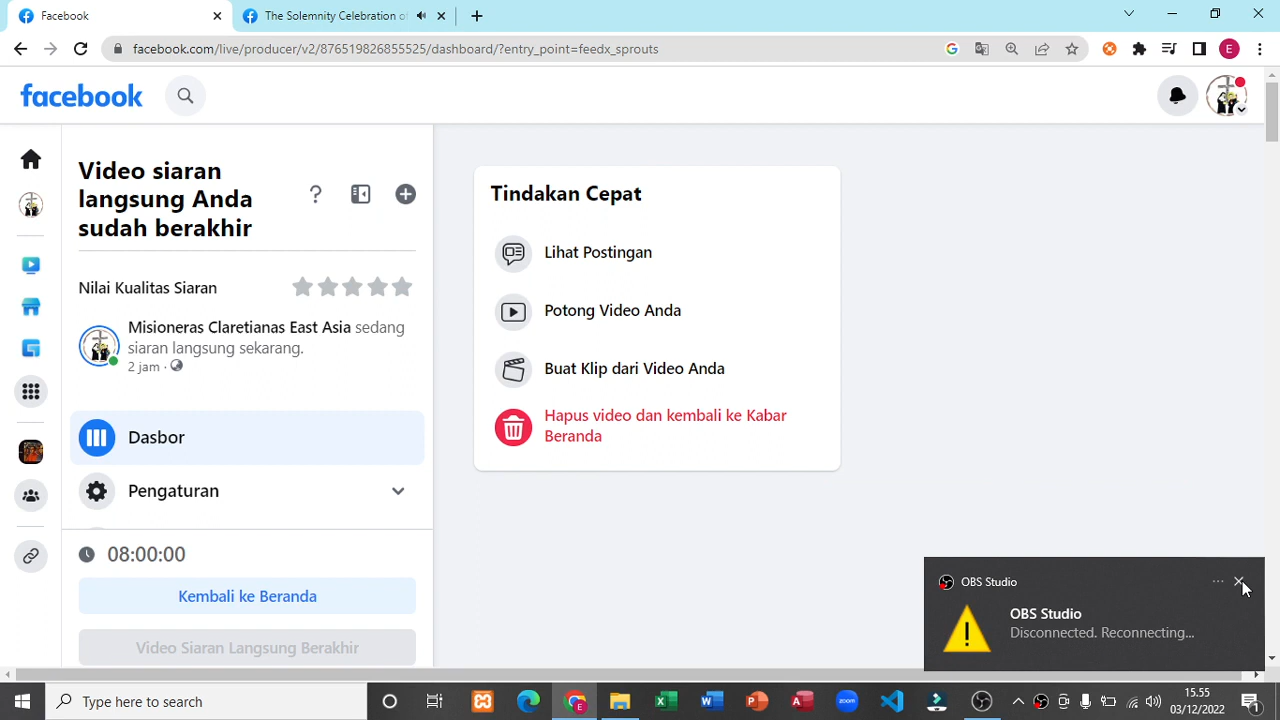 Facebook
The Solemnity Celebration o
facebook.com/live/producer/v2/876519826855525/dashboard/?entry_point=feedx_sprouts
E
facebook
Video siaran
langsung Anda
sudah berakhir
Nilai Kualitas Siaran
Misioneras Claretianas East Asia sedang
siaran langsung sekarang.
2 jam ·
Dasbor
Pengaturan
08:00:00
Kembali ke Beranda
Video Siaran Langsung Berakhir
Tindakan Cepat
Lihat Postingan
Potong Video Anda
Buat Klip dari Video Anda
Hapus video dan kembali ke Kabar
Beranda
OBS Studio
OBS Studio
Disconnected. Reconnecting...
Type here to search
zoom
15.55
03/12/2022
1